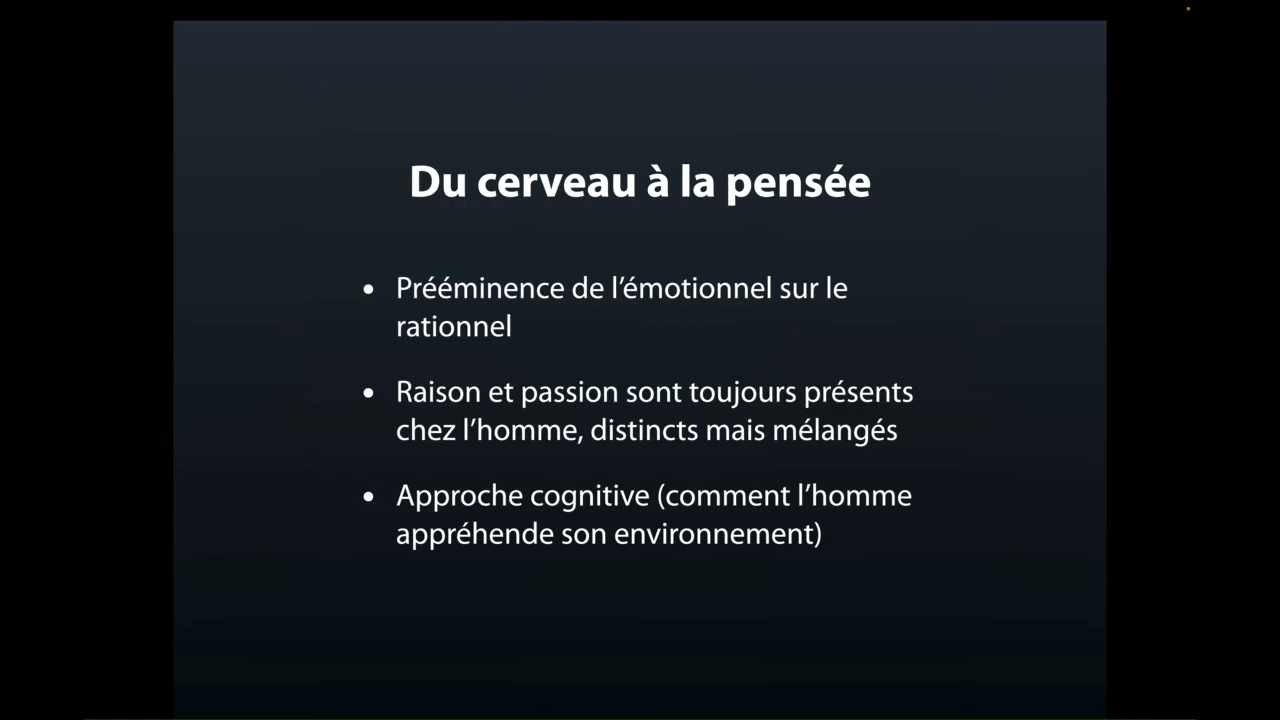 Du cerveau à la pensée
• Prééminence de l’émotionnel sur le
rationnel
• Raison et passion sont toujours présents
chez l’homme, distincts mais mélangés
• Approche cognitive (comment l’homme
appréhende son environnement)